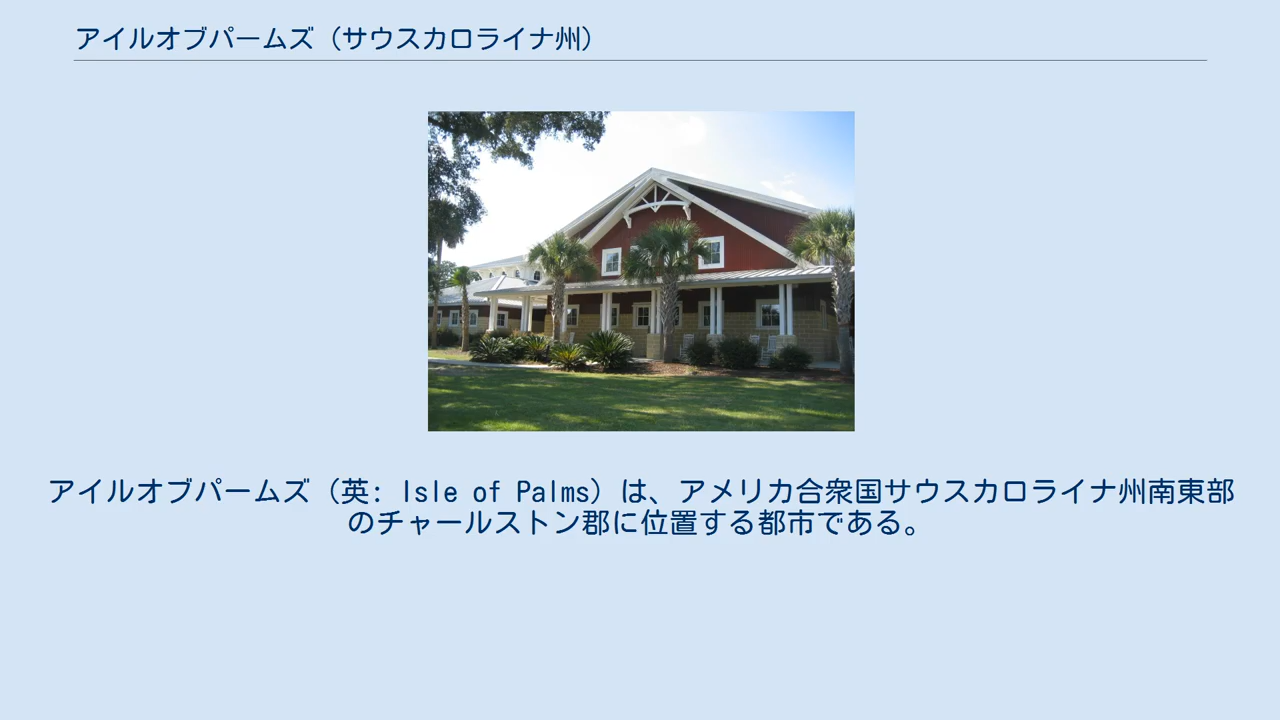 アイルオブパームズ（サウスカロライナ州）
アイルオブパームズ（英: Isle of Palms）は、アメリカ合衆国サウスカロライナ州南東部
のチャールストン郡に位置する都市である。